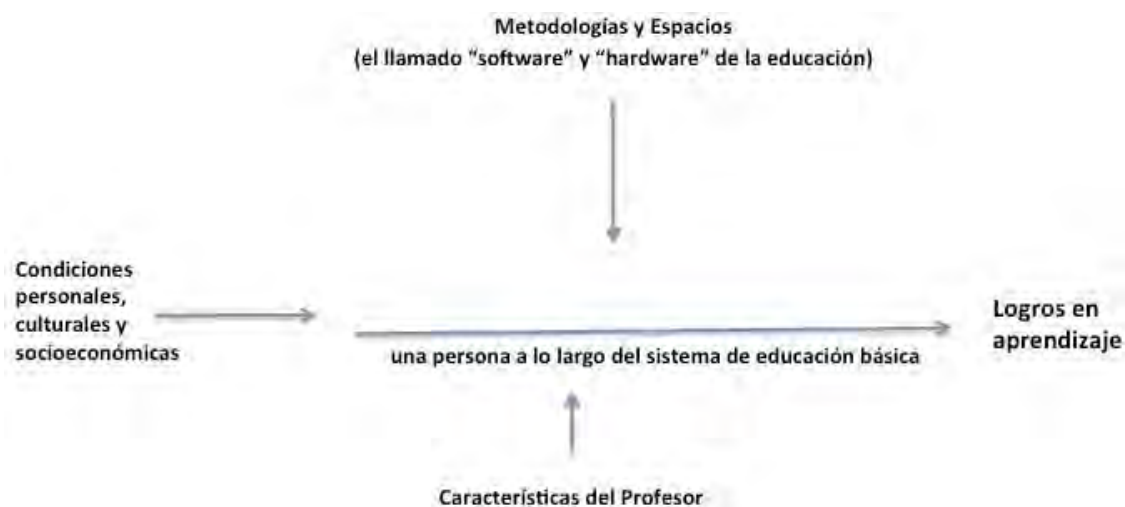 Metodologías y Espacios
(el llamado “software” y “hardware” de la educación)
Condiciones
personales,
culturales y
socioeconómicas
Logros en
aprendizaje
una persona a lo largo del sistema de educación básica
Características del Profesor